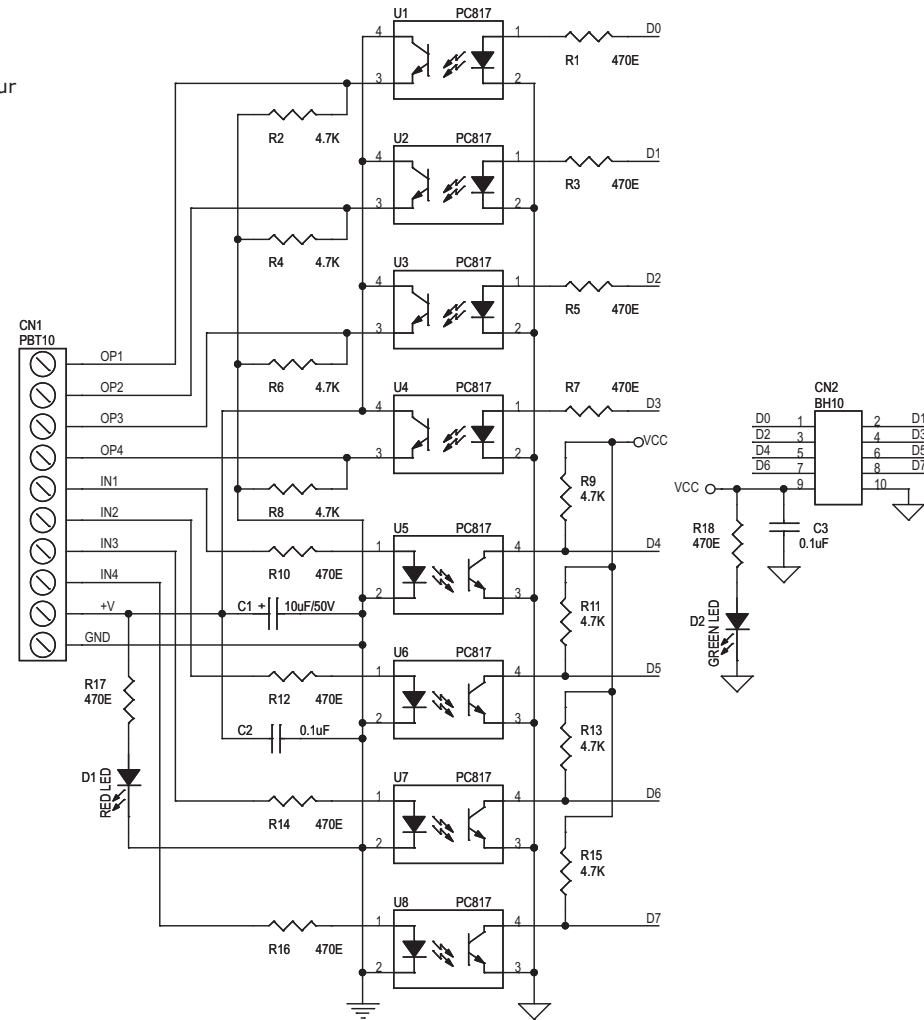 ur
U1 PC817
4 1 D0
R1 470E
3 2
R2 4.7K
U2 PC817
4 1 D1
R3 470E
3 2
R4 4.7K
U3 PC817
4 1 D2
R5 470E
3 2
R6 4.7K
CN1
PBT10
OP1
OP2
OP3
OP4
IN1
IN2
IN3
IN4
+V
GND
U4 PC817
R7 470E
4 1 D3
3 2
R8 4.7K
VCC
R9
4.7K
U5 PC817
1 4 D4
R10 470E
2 3
C1 + 10uF/50V
R11
4.7K
U6 PC817
1 4 D5
R12 470E
2 3
C2 0.1uF
R13
4.7K
R17
470E
D1
RED LED
U7 PC817
1 4 D6
R14 470E
2 3
R15
4.7K
U8 PC817
1 4 D7
R16 470E
2 3
CN2
BH10
D0 1 2 D1
D2 3 4 D3
D4 5 6 D5
D6 7 8 D7
VCC 9 10
R18
470E
C3
0.1uF
D2
GREEN LED